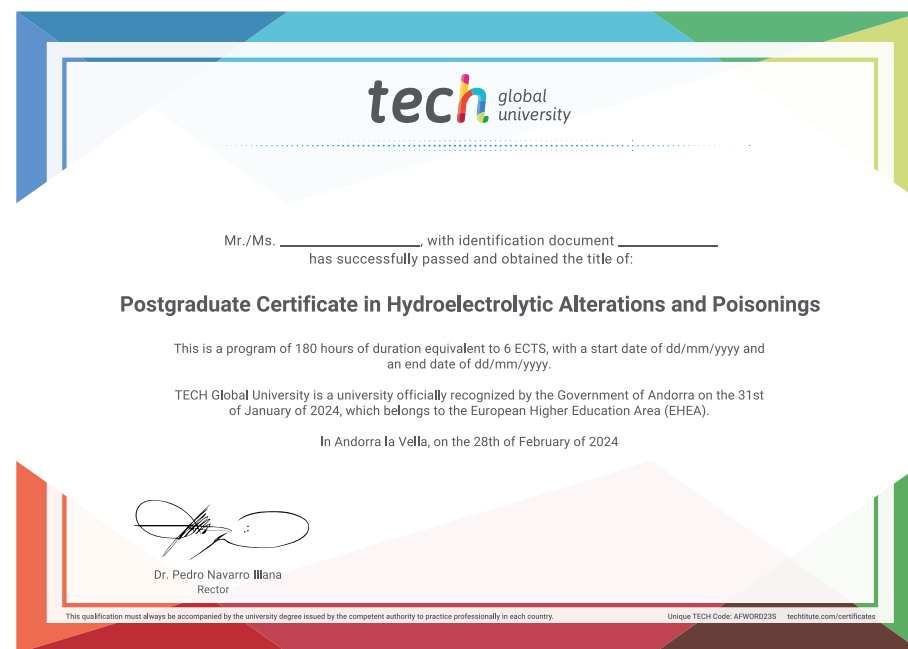 tech global university
Mr./Ms. ____________________, with identification document ______________
has successfully passed and obtained the title of:
Postgraduate Certificate in Hydroelectrolytic Alterations and Poisonings
This is a program of 180 hours of duration equivalent to 6 ECTS, with a start date of dd/mm/yyyy and
an end date of dd/mm/yyyy.
TECH Global University is a university officially recognized by the Government of Andorra on the 31st
of January of 2024, which belongs to the European Higher Education Area (EHEA).
In Andorra la Vella, on the 28th of February of 2024
Dr. Pedro Navarro Illana
Rector
This qualification must always be accompanied by the university degree issued by the competent authority to practice professionally in each country.
Unique TECH Code: AFWORD23S techtitute.com/certificates